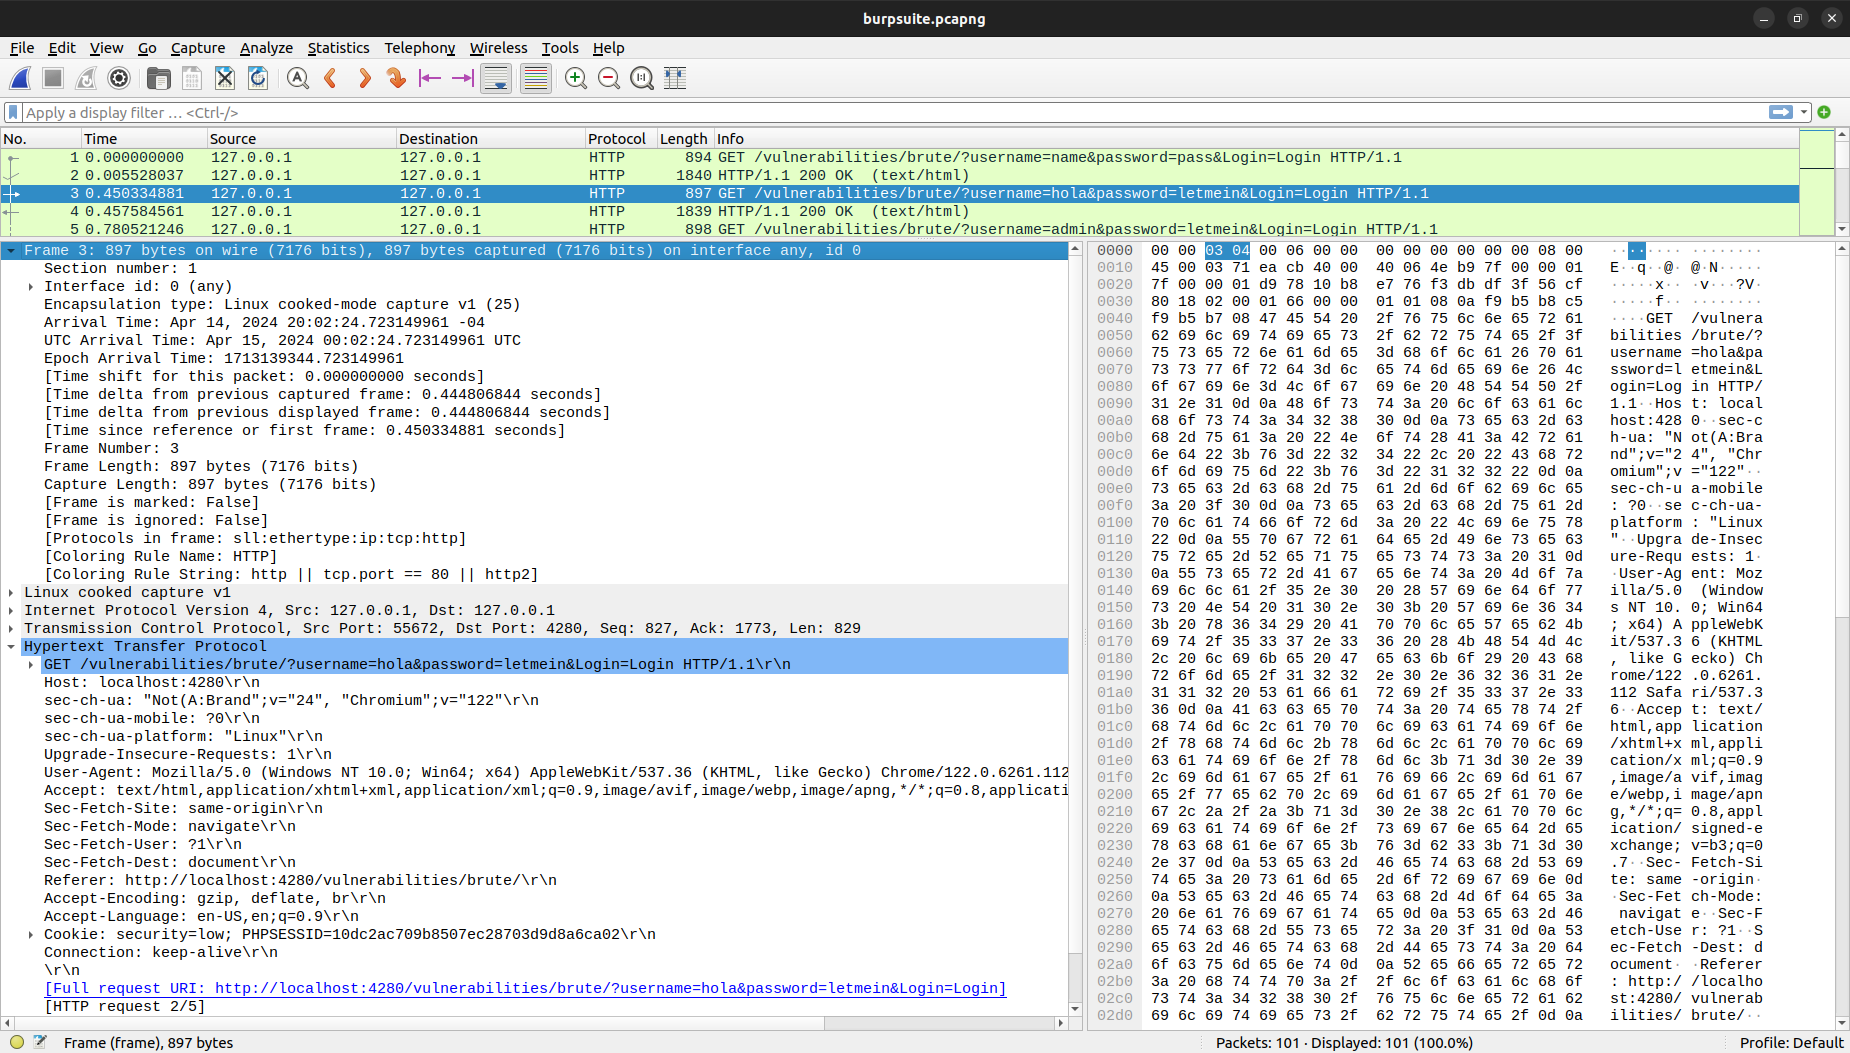 burpsuite.pcapng
File Edit View Go Capture Analyze Statistics Telephony Wireless Tools Help
Apply a display filter … <Ctrl-/>
No. Time Source Destination Protocol Length Info
1 0.000000000 127.0.0.1 127.0.0.1 HTTP 894 GET /vulnerabilities/brute/?username=name&password=pass&Login=Login HTTP/1.1
2 0.005528037 127.0.0.1 127.0.0.1 HTTP 1840 HTTP/1.1 200 OK  (text/html)
3 0.450334881 127.0.0.1 127.0.0.1 HTTP 897 GET /vulnerabilities/brute/?username=hola&password=letmein&Login=Login HTTP/1.1
4 0.457584561 127.0.0.1 127.0.0.1 HTTP 1839 HTTP/1.1 200 OK  (text/html)
5 0.780521246 127.0.0.1 127.0.0.1 HTTP 898 GET /vulnerabilities/brute/?username=admin&password=letmein&Login=Login HTTP/1.1
Frame 3: 897 bytes on wire (7176 bits), 897 bytes captured (7176 bits) on interface any, id 0
Section number: 1
Interface id: 0 (any)
Encapsulation type: Linux cooked-mode capture v1 (25)
Arrival Time: Apr 14, 2024 20:02:24.723149961 -04
UTC Arrival Time: Apr 15, 2024 00:02:24.723149961 UTC
Epoch Arrival Time: 1713139344.723149961
[Time shift for this packet: 0.000000000 seconds]
[Time delta from previous captured frame: 0.444806844 seconds]
[Time delta from previous displayed frame: 0.444806844 seconds]
[Time since reference or first frame: 0.450334881 seconds]
Frame Number: 3
Frame Length: 897 bytes (7176 bits)
Capture Length: 897 bytes (7176 bits)
[Frame is marked: False]
[Frame is ignored: False]
[Protocols in frame: sll:ethertype:ip:tcp:http]
[Coloring Rule Name: HTTP]
[Coloring Rule String: http || tcp.port == 80 || http2]
Linux cooked capture v1
Internet Protocol Version 4, Src: 127.0.0.1, Dst: 127.0.0.1
Transmission Control Protocol, Src Port: 55672, Dst Port: 4280, Seq: 827, Ack: 1773, Len: 829
Hypertext Transfer Protocol
GET /vulnerabilities/brute/?username=hola&password=letmein&Login=Login HTTP/1.1\r\n
Host: localhost:4280\r\n
sec-ch-ua: "Not(A:Brand";v="24", "Chromium";v="122"\r\n
sec-ch-ua-mobile: ?0\r\n
sec-ch-ua-platform: "Linux"\r\n
Upgrade-Insecure-Requests: 1\r\n
User-Agent: Mozilla/5.0 (Windows NT 10.0; Win64; x64) AppleWebKit/537.36 (KHTML, like Gecko) Chrome/122.0.6261.112
Accept: text/html,application/xhtml+xml,application/xml;q=0.9,image/avif,image/webp,image/apng,*/*;q=0.8,applicati
Sec-Fetch-Site: same-origin\r\n
Sec-Fetch-Mode: navigate\r\n
Sec-Fetch-User: ?1\r\n
Sec-Fetch-Dest: document\r\n
Referer: http://localhost:4280/vulnerabilities/brute/\r\n
Accept-Encoding: gzip, deflate, br\r\n
Accept-Language: en-US,en;q=0.9\r\n
Cookie: security=low; PHPSESSID=10dc2ac709b8507ec28703d9d8a6ca02\r\n
Connection: keep-alive\r\n
\r\n
[Full request URI: http://localhost:4280/vulnerabilities/brute/?username=hola&password=letmein&Login=Login]
[HTTP request 2/5]
0000 00 00 03 04 00 06 00 00 00 00 00 00 00 00 08 00 ········ ········
0010 45 00 03 71 ea cb 40 00 40 06 4e b9 7f 00 00 01 E··q··@· @·N·····
0020 7f 00 00 01 d9 78 10 b8 e7 76 f3 db df 3f 56 cf ·····x·· ·v···?V·
0030 80 18 02 00 01 66 00 00 01 01 08 0a f9 b5 b8 c5 ·····f·· ········
0040 f9 b5 b7 08 47 45 54 20 2f 76 75 6c 6e 65 72 61 ····GET /vulnera
0050 62 69 6c 69 74 69 65 73 2f 62 72 75 74 65 2f 3f bilities /brute/?
0060 75 73 65 72 6e 61 6d 65 3d 68 6f 6c 61 26 70 61 username =hola&pa
0070 73 73 77 6f 72 64 3d 6c 65 74 6d 65 69 6e 26 4c ssword=l etmein&L
0080 6f 67 69 6e 3d 4c 6f 67 69 6e 20 48 54 54 50 2f ogin=Log in HTTP/
0090 31 2e 31 0d 0a 48 6f 73 74 3a 20 6c 6f 63 61 6c 1.1··Hos t: local
00a0 68 6f 73 74 3a 34 32 38 30 0d 0a 73 65 63 2d 63 host:428 0··sec-c
00b0 68 2d 75 61 3a 20 22 4e 6f 74 28 41 3a 42 72 61 h-ua: "N ot(A:Bra
00c0 6e 64 22 3b 76 3d 22 32 34 22 2c 20 22 43 68 72 nd";v="2 4", "Chr
00d0 6f 6d 69 75 6d 22 3b 76 3d 22 31 32 32 22 0d 0a omium";v ="122"··
00e0 73 65 63 2d 63 68 2d 75 61 2d 6d 6f 62 69 6c 65 sec-ch-u a-mobile
00f0 3a 20 3f 30 0d 0a 73 65 63 2d 63 68 2d 75 61 2d : ?0··se c-ch-ua-
0100 70 6c 61 74 66 6f 72 6d 3a 20 22 4c 69 6e 75 78 platform : "Linux
0110 22 0d 0a 55 70 67 72 61 64 65 2d 49 6e 73 65 63 "··Upgra de-Insec
0120 75 72 65 2d 52 65 71 75 65 73 74 73 3a 20 31 0d ure-Requ ests: 1·
0130 0a 55 73 65 72 2d 41 67 65 6e 74 3a 20 4d 6f 7a ·User-Ag ent: Moz
0140 69 6c 6c 61 2f 35 2e 30 20 28 57 69 6e 64 6f 77 illa/5.0 (Window
0150 73 20 4e 54 20 31 30 2e 30 3b 20 57 69 6e 36 34 s NT 10. 0; Win64
0160 3b 20 78 36 34 29 20 41 70 70 6c 65 57 65 62 4b ; x64) A ppleWebK
0170 69 74 2f 35 33 37 2e 33 36 20 28 4b 48 54 4d 4c it/537.3 6 (KHTML
0180 2c 20 6c 69 6b 65 20 47 65 63 6b 6f 29 20 43 68 , like G ecko) Ch
0190 72 6f 6d 65 2f 31 32 32 2e 30 2e 36 32 36 31 2e rome/122 .0.6261.
01a0 31 31 32 20 53 61 66 61 72 69 2f 35 33 37 2e 33 112 Safa ri/537.3
01b0 36 0d 0a 41 63 63 65 70 74 3a 20 74 65 78 74 2f 6··Accep t: text/
01c0 68 74 6d 6c 2c 61 70 70 6c 69 63 61 74 69 6f 6e html,app lication
01d0 2f 78 68 74 6d 6c 2b 78 6d 6c 2c 61 70 70 6c 69 /xhtml+x ml,appli
01e0 63 61 74 69 6f 6e 2f 78 6d 6c 3b 71 3d 30 2e 39 cation/x ml;q=0.9
01f0 2c 69 6d 61 67 65 2f 61 76 69 66 2c 69 6d 61 67 ,image/a vif,imag
0200 65 2f 77 65 62 70 2c 69 6d 61 67 65 2f 61 70 6e e/webp,i mage/apn
0210 67 2c 2a 2f 2a 3b 71 3d 30 2e 38 2c 61 70 70 6c g,*/*;q= 0.8,appl
0220 69 63 61 74 69 6f 6e 2f 73 69 67 6e 65 64 2d 65 ication/ signed-e
0230 78 63 68 61 6e 67 65 3b 76 3d 62 33 3b 71 3d 30 xchange; v=b3;q=0
0240 2e 37 0d 0a 53 65 63 2d 46 65 74 63 68 2d 53 69 .7··Sec- Fetch-Si
0250 74 65 3a 20 73 61 6d 65 2d 6f 72 69 67 69 6e 0d te: same -origin·
0260 0a 53 65 63 2d 46 65 74 63 68 2d 4d 6f 64 65 3a ·Sec-Fet ch-Mode:
0270 20 6e 61 76 69 67 61 74 65 0d 0a 53 65 63 2d 46 navigat e··Sec-F
0280 65 74 63 68 2d 55 73 65 72 3a 20 3f 31 0d 0a 53 etch-Use r: ?1··S
0290 65 63 2d 46 65 74 63 68 2d 44 65 73 74 3a 20 64 ec-Fetch -Dest: d
02a0 6f 63 75 6d 65 6e 74 0d 0a 52 65 66 65 72 65 72 ocument· ·Referer
02b0 3a 20 68 74 74 70 3a 2f 2f 6c 6f 63 61 6c 68 6f : http:/ /localho
02c0 73 74 3a 34 32 38 30 2f 76 75 6c 6e 65 72 61 62 st:4280/ vulnerab
02d0 69 6c 69 74 69 65 73 2f 62 72 75 74 65 2f 0d 0a ilities/ brute/··
Frame (frame), 897 bytes
Packets: 101 · Displayed: 101 (100.0%)
Profile: Default